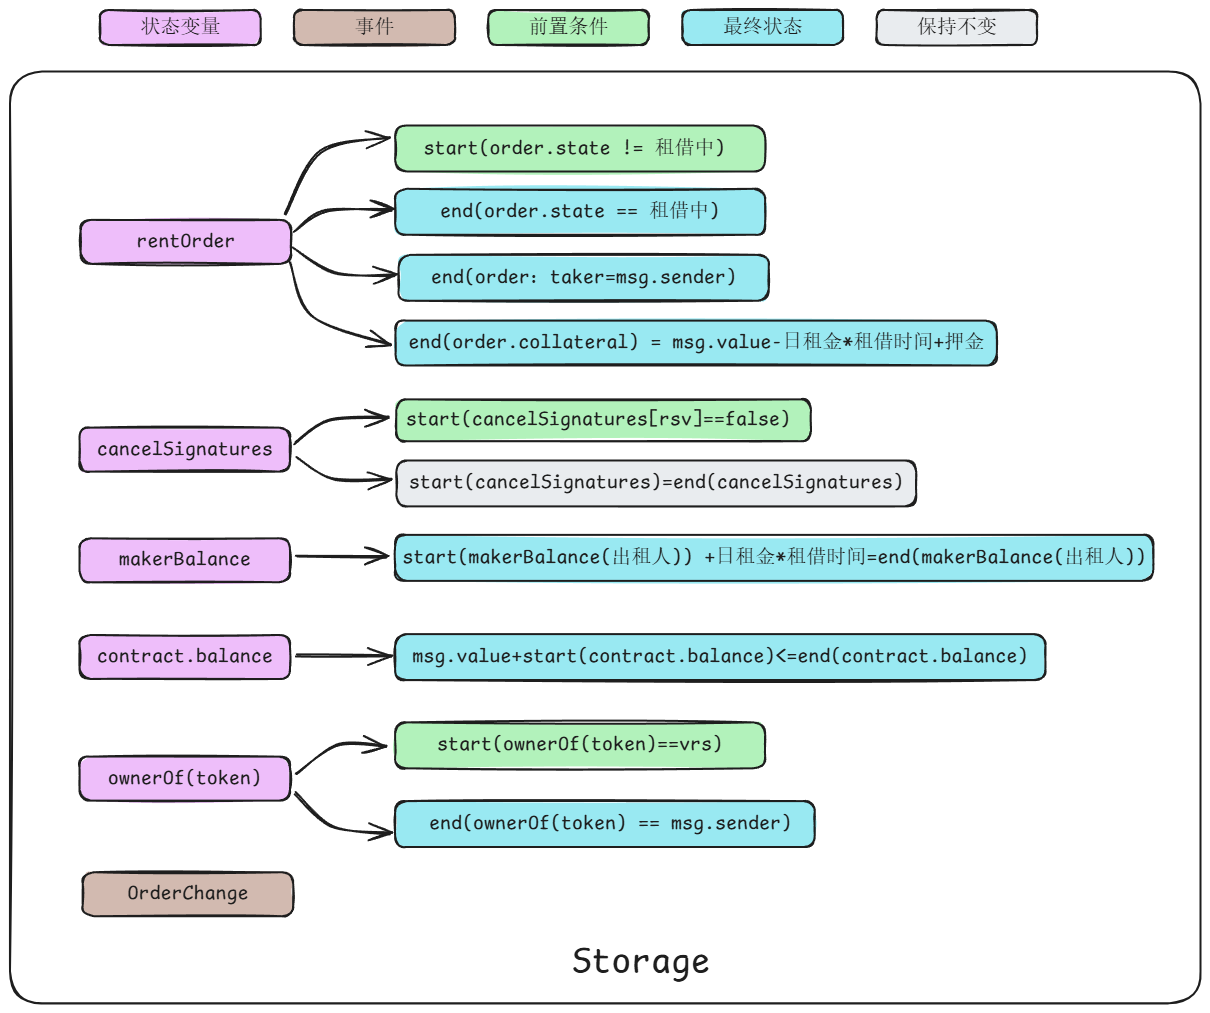 状态变量
事件
前置条件
最终状态
保持不变
start(order.state != 租借中)
end(order.state == 租借中)
rentOrder
end(order: taker=msg.sender)
end(order.collateral) = msg.value-日租金*租借时间+押金
start(cancelSignatures[rsv]==false)
cancelSignatures
start(cancelSignatures)=end(cancelSignatures)
makerBalance
start(makerBalance(出租人)) +日租金*租借时间=end(makerBalance(出租人))
contract.balance
msg.value+start(contract.balance)<=end(contract.balance)
start(ownerOf(token)==vrs)
ownerOf(token)
end(ownerOf(token) == msg.sender)
OrderChange
Storage